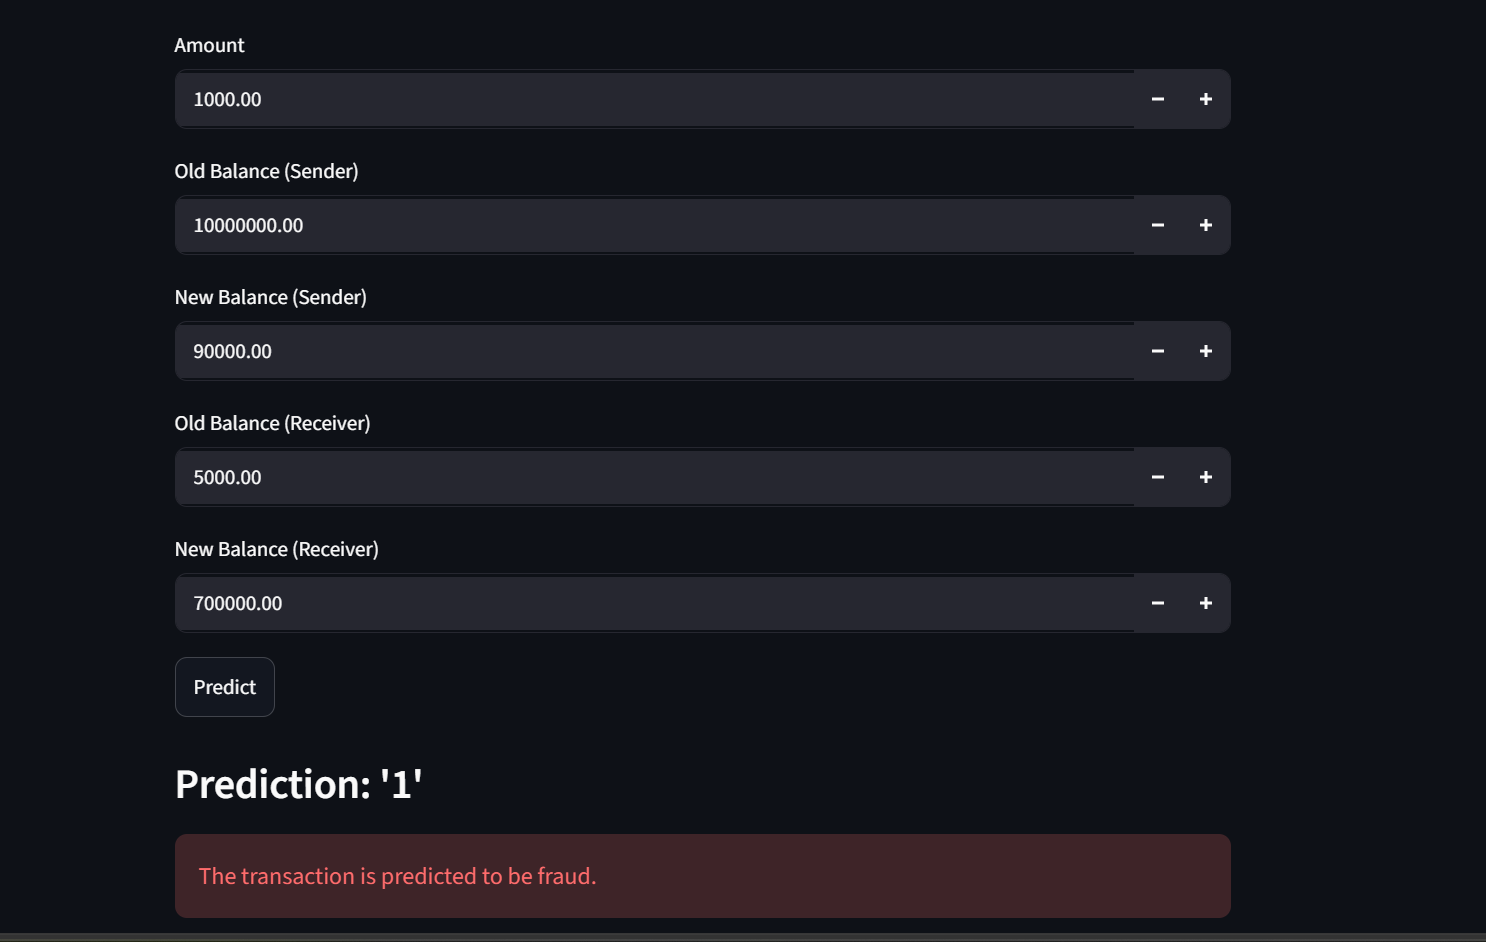 Amount
1000.00
Old Balance (Sender)
10000000.00
New Balance (Sender)
90000.00
Old Balance (Receiver)
5000.00
New Balance (Receiver)
700000.00
Predict
Prediction: '1'
The transaction is predicted to be fraud.